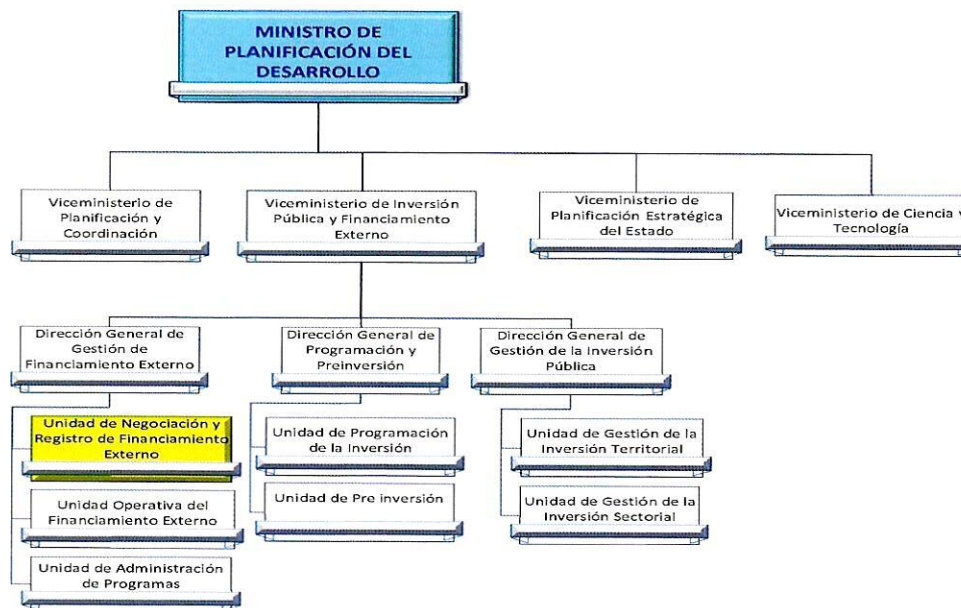 MINISTRO DE
PLANIFICACIÓN DEL
DESARROLLO
Viceministerio de
Planificación y
Coordinación
Viceministerio de Inversión
Pública y Financiamiento
Externo
Viceministerio de
Planificación Estratégica
del Estado
Viceministerio de Ciencia y
Tecnología
Dirección General de
Gestión de
Financiamiento Externo
Dirección General de
Programación y
Preinversión
Dirección General de
Gestión de la Inversión
Pública
Unidad de Negociación y
Registro de Financiamiento
Externo
Unidad Operativa del
Financiamiento Externo
Unidad de Administración
de Programas
Unidad de Programación
de la Inversión
Unidad de Pre inversión
Unidad de Gestión de la
Inversión Territorial
Unidad de Gestión de la
Inversión Sectorial